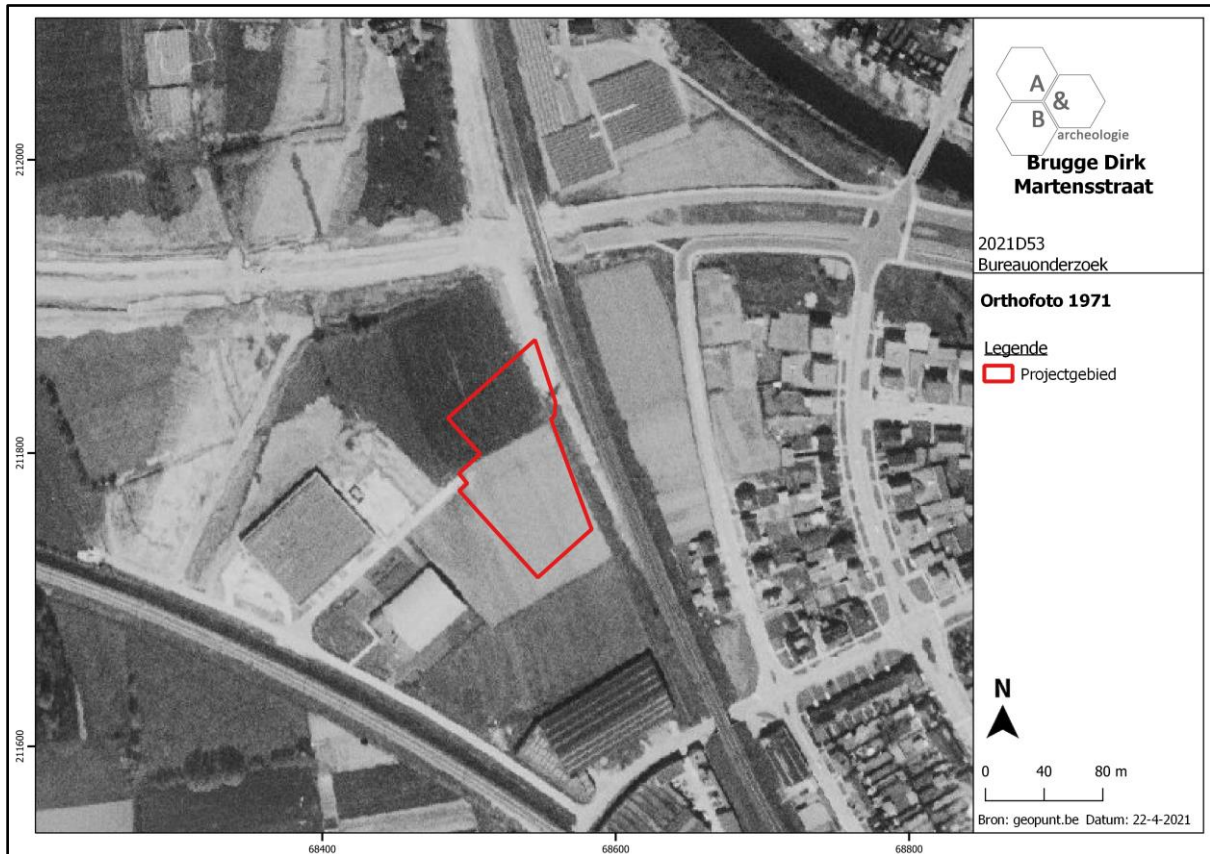 A
&
B
archeologie
Brugge Dirk
Martensstraat
2021D53
Bureauonderzoek
Orthofoto 1971
Legende
Projectgebied
N
0 40 80 m
Bron: geopunt.be Datum: 22-4-2021
212000
211800
211600
68400 68600 68800